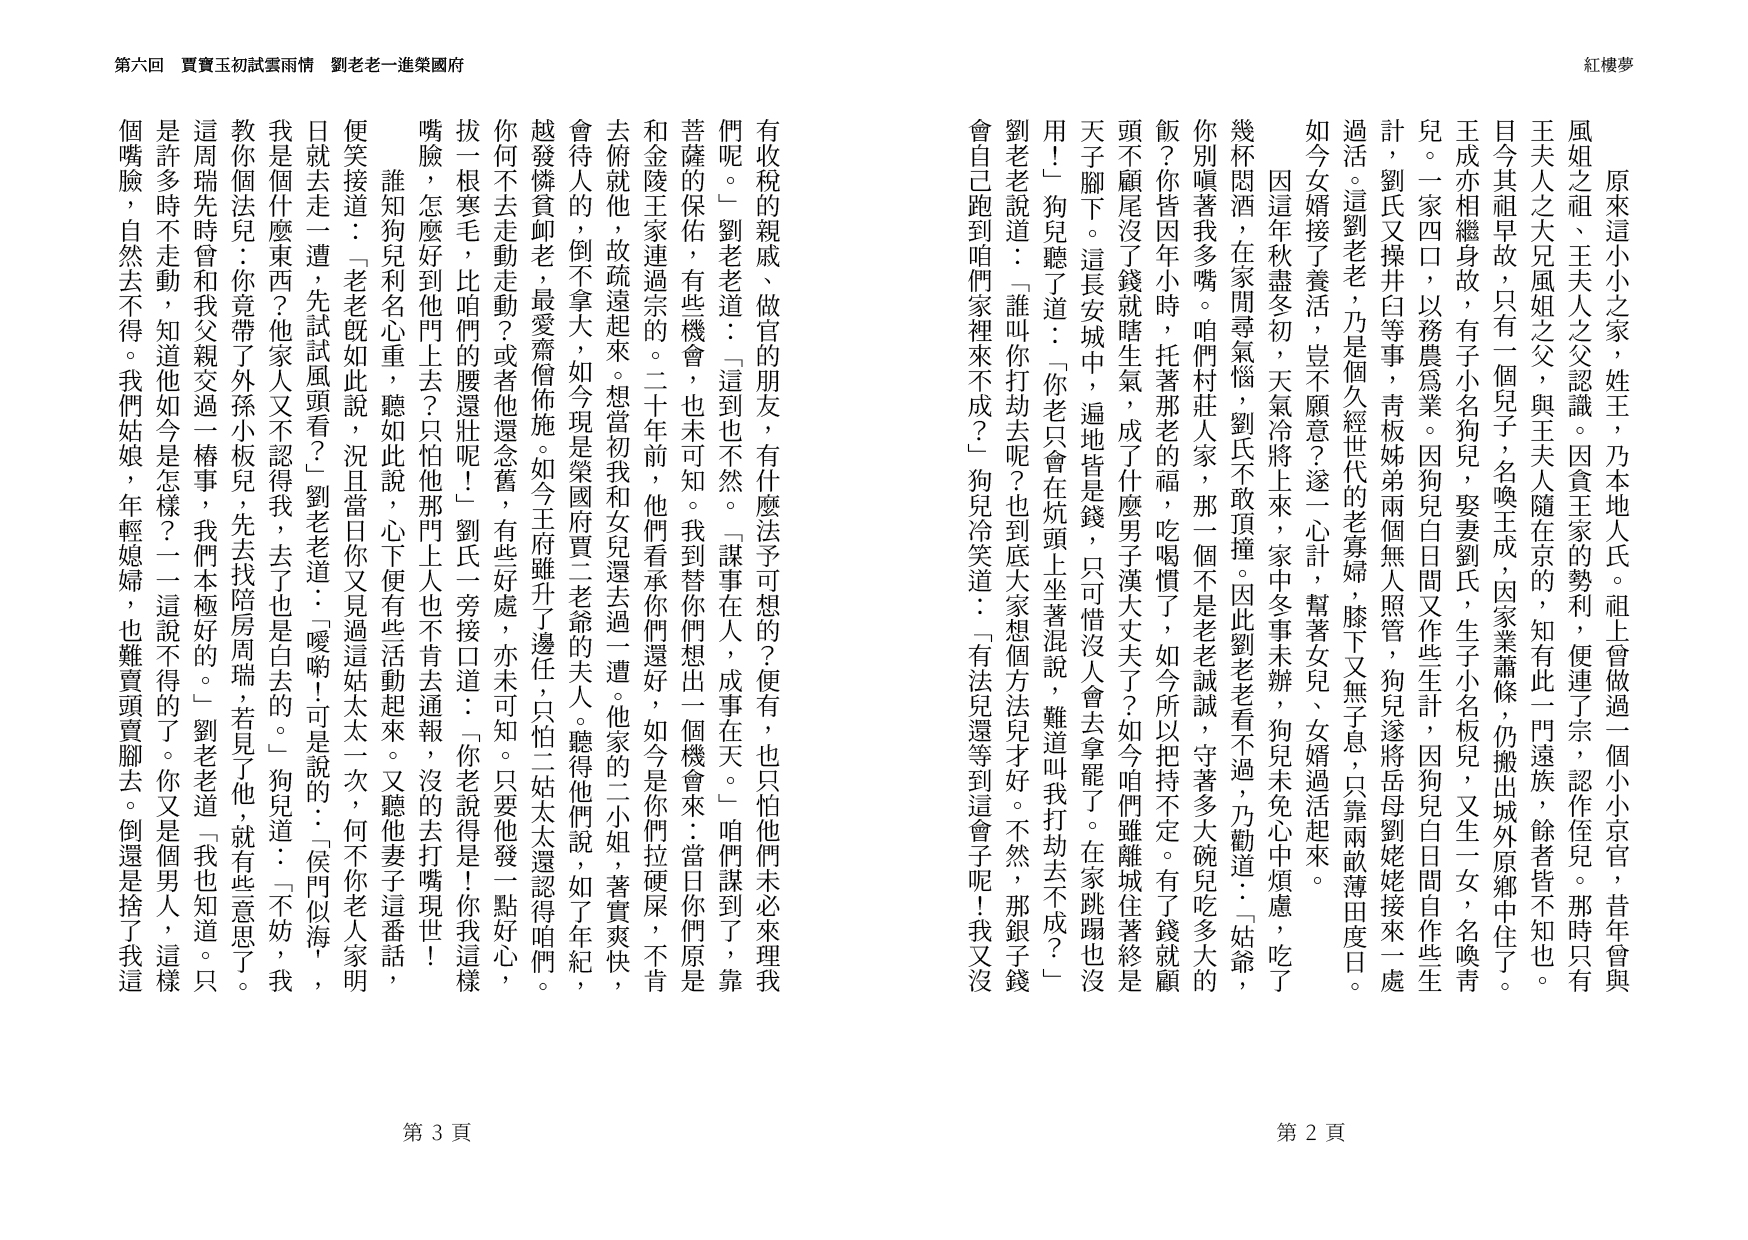 紅樓夢
原來這小小之家，姓王，乃本地人氏。祖上曾做過一個小小京官，昔年曾與
風姐之祖、王夫人之父認識。因貪王家的勢利，便連了宗，認作侄兒。那時只有
王夫人之大兄風姐之父，與王夫人隨在京的，知有此一門遠族，餘者皆不知也。
目今其祖早故，只有一個兒子，名喚王成，因家業蕭條，仍搬出城外原鄉中住了。
王成亦相繼身故，有子小名狗兒，娶妻劉氏，生子小名板兒，又生一女，名喚青
兒。一家四口，以務農爲業。因狗兒白日間又作些生計，因狗兒白日間自作些生
計，劉氏又操井臼等事，青板姊弟兩個無人照管，狗兒遂將岳母劉姥姥接來一處
過活。這劉老老，乃是個久經世代的老寡婦，膝下又無子息，只靠兩畝薄田度日。
如今女婿接了養活，豈不願意？遂一心計，幫著女兒、女婿過活起來。
因這年秋盡冬初，天氣冷將上來，家中冬事未辦，狗兒未免心中煩慮，吃了
幾杯悶酒，在家閒尋氣惱，劉氏不敢頂撞。因此劉老老看不過，乃勸道：「姑爺，
你別嗔著我多嘴。咱們村莊人家，那一個不是老老誠誠，守著多大碗兒吃多大的
飯？你皆因年小時，托著那老的福，吃喝慣了，如今所以把持不定。有了錢就顧
頭不顧尾沒了錢就瞎生氣，成了什麼男子漢大丈夫了？如今咱們雖離城住著終是
天子腳下。這長安城中，遍地皆是錢，只可惜沒人會去拿罷了。在家跳蹋也沒
用！」狗兒聽了道：「你老只會在炕頭上坐著混說，難道叫我打劫去不成？」
劉老老說道：「誰叫你打劫去呢？也到底大家想個方法兒才好。不然，那銀子錢
會自己跑到咱們家裡來不成？」狗兒冷笑道：「有法兒還等到這會子呢！我又沒
第 2 頁
第六回　賈寶玉初試雲雨情　劉老老一進榮國府
有收稅的親戚、做官的朋友，有什麼法予可想的？便有，也只怕他們未必來理我
們呢。」劉老老道：「這到也不然。「謀事在人，成事在天。」咱們謀到了，靠
菩薩的保佑，有些機會，也未可知。我到替你們想出一個機會來：當日你們原是
和金陵王家連過宗的。二十年前，他們看承你們還好，如今是你們拉硬屎，不肯
去俯就他，故疏遠起來。想當初我和女兒還去過一遭。他家的二小姐，著實爽快，
會待人的，倒不拿大，如今現是榮國府賈二老爺的夫人。聽得他們說，如了年紀，
越發憐貧卹老，最愛齋僧佈施。如今王府雖升了邊任，只怕二姑太太還認得咱們。
你何不去走動走動？或者他還念舊，有些好處，亦未可知。只要他發一點好心，
拔一根寒毛，比咱們的腰還壯呢！」劉氏一旁接口道：「你老說得是！你我這樣
嘴臉，怎麼好到他門上去？只怕他那門上人也不肯去通報，沒的去打嘴現世！
誰知狗兒利名心重，聽如此說，心下便有些活動起來。又聽他妻子這番話，
便笑接道：「老老旣如此說，況且當日你又見過這姑太太一次，何不你老人家明
日就去走一遭，先試試風頭看？」劉老老道：「噯喲！可是說的：「侯門似海'，
我是個什麼東西？他家人又不認得我，去了也是白去的。」狗兒道：「不妨，我
教你個法兒：你竟帶了外孫小板兒，先去找陪房周瑞，若見了他，就有些意思了。
這周瑞先時曾和我父親交過一樁事，我們本極好的。」劉老老道「我也知道。只
是許多時不走動，知道他如今是怎樣？一一這說不得的了。你又是個男人，這樣
個嘴臉，自然去不得。我們姑娘，年輕媳婦，也難賣頭賣腳去。倒還是捨了我這
第 3 頁